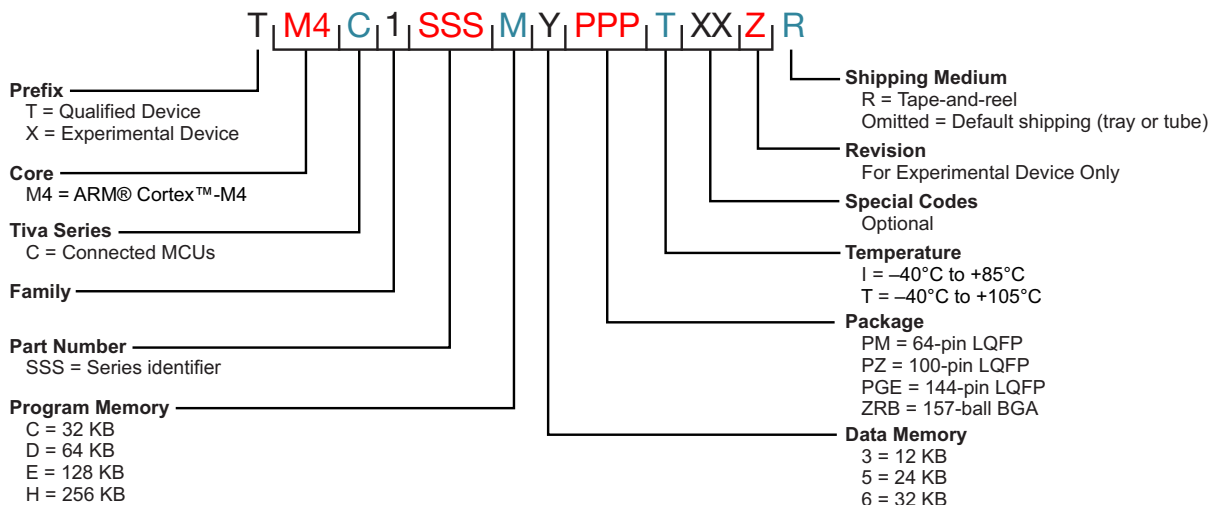 T M4 C 1 SSS M Y PPP T XX Z R
Prefix
T = Qualified Device
X = Experimental Device
Core
M4 = ARM® Cortex™-M4
Tiva Series
C = Connected MCUs
Family
Part Number
SSS = Series identifier
Program Memory
C = 32 KB
D = 64 KB
E = 128 KB
H = 256 KB
Shipping Medium
R = Tape-and-reel
Omitted = Default shipping (tray or tube)
Revision
For Experimental Device Only
Special Codes
Optional
Temperature
I = –40°C to +85°C
T = –40°C to +105°C
Package
PM = 64-pin LQFP
PZ = 100-pin LQFP
PGE = 144-pin LQFP
ZRB = 157-ball BGA
Data Memory
3 = 12 KB
5 = 24 KB
6 = 32 KB